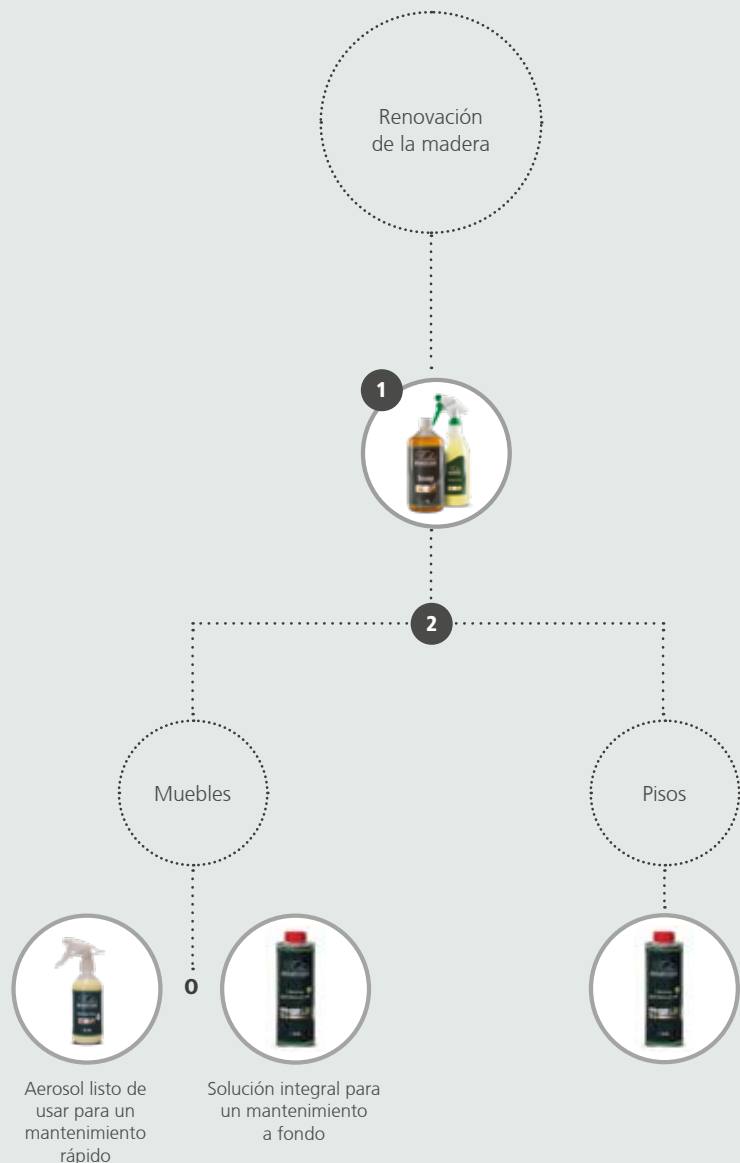 Renovación
de la madera
1
Soap
2
Muebles
Pisos
o
Aerosol listo de
usar para un
mantenimiento
rápido
Solución integral para
un mantenimiento
a fondo